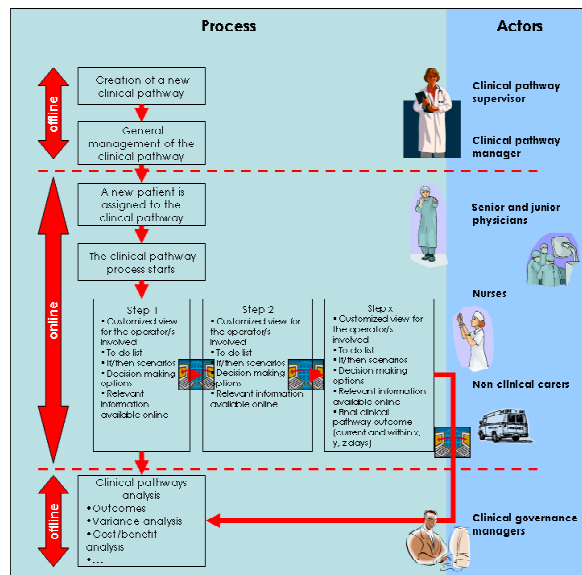 Process
Actors
offline
Creation of a new
clinical pathway
Clinical pathway
supervisor
General
management of the
clinical pathway
Clinical pathway
manager
online
A new patient is
assigned to the
clincal pathway
Senior and junior
physicians
The clinical pathway
process starts
Nurses
Step 1
• Customized view
for the operator/s
involved
• To do list
• If/then scenarios
• Decision making
options
• Relevant
information
available online
Step 2
• Customized view for
the operator/s
involved
• To do list
• If/then scenarios
• Decision making
options
• Relevant information
available online
Step x
• Customized view for
the operator/s
involved
• To do list
• If/then scenarios
• Decision making
options
• Relevant information
available online
• Final clinical
pathway outcome
(current and within x,
y, z days)
Non clinical carers
offline
Clinical pathways
analysis
•Outcomes
•Variance analysis
•Cost/benefit
analysis
•...
Clinical governance
managers